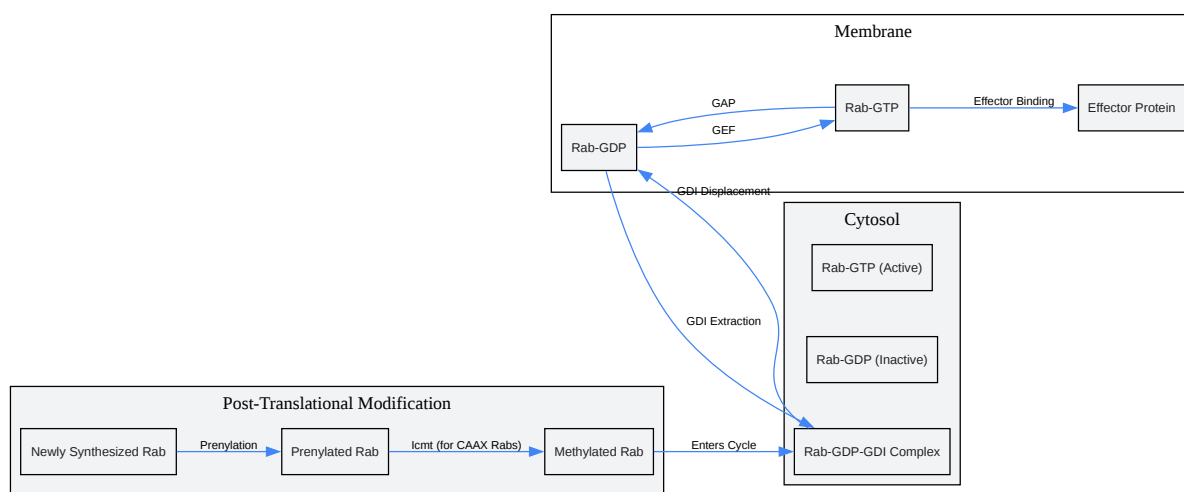 Membrane
GAP
Rab-GTP
Effector Binding
Effector Protein
GEF
Rab-GDP
GDI Displacement
Cytosol
Rab-GTP (Active)
GDI Extraction
Rab-GDP (Inactive)
Post-Translational Modification
Newly Synthesized Rab
Prenylation
Prenylated Rab
Icmt (for CAAX Rabs)
Methylated Rab
Enters Cycle
Rab-GDP-GDI Complex